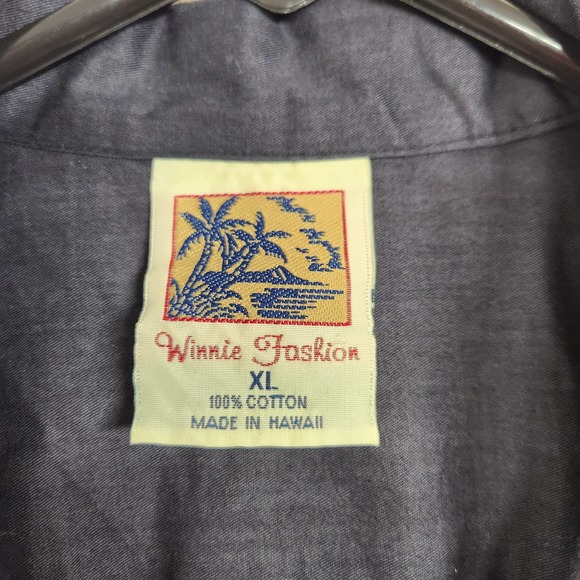 Winnie Fashion
XL
100% COTTON
MADE IN HAWAII